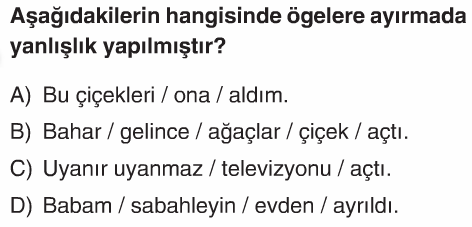 Aşağıdakilerin hangisinde ögelere ayırmada
yanlışlık yapılmıştır?
A) Bu çiçekleri / ona / aldım.
B) Bahar / gelince / ağaçlar / çiçek / açtı.
C) Uyanır uyanmaz / televizyonu / açtı.
D) Babam / sabahleyin / evden / ayrıldı.